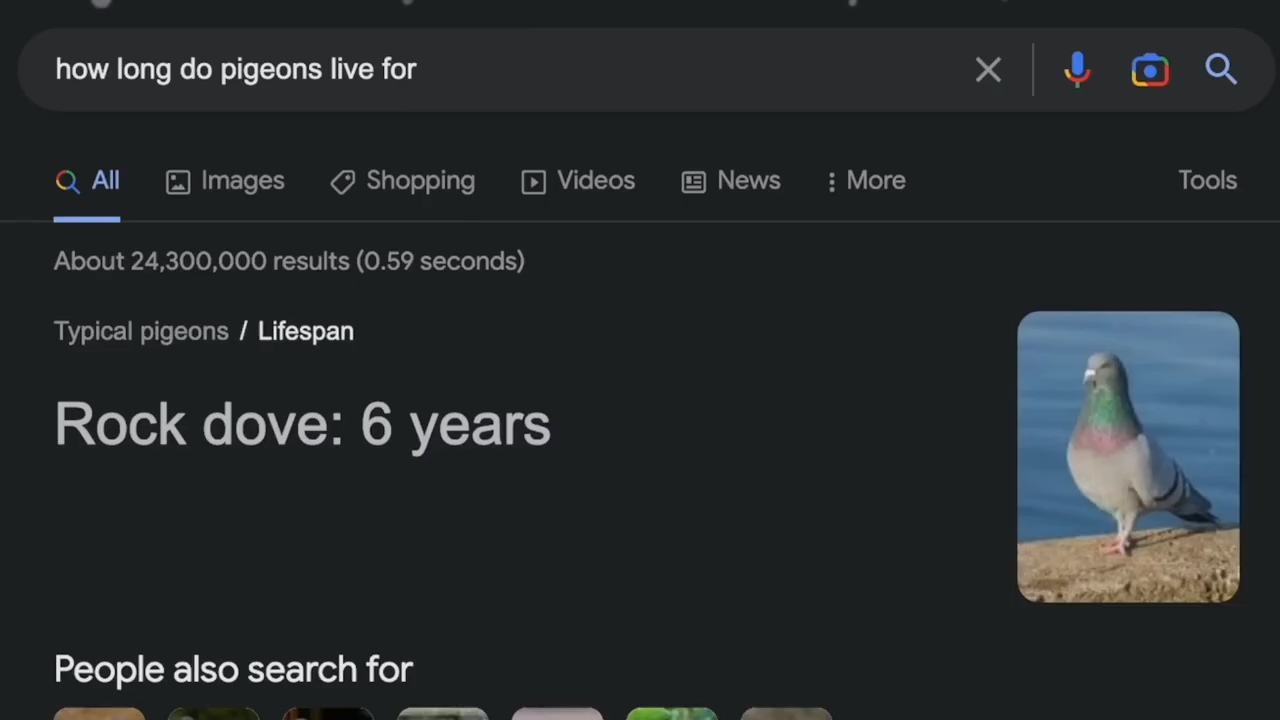 how long do pigeons live for
All Images Shopping Videos News More Tools
About 24,300,000 results (0.59 seconds)
Typical pigeons / Lifespan
Rock dove: 6 years
People also search for